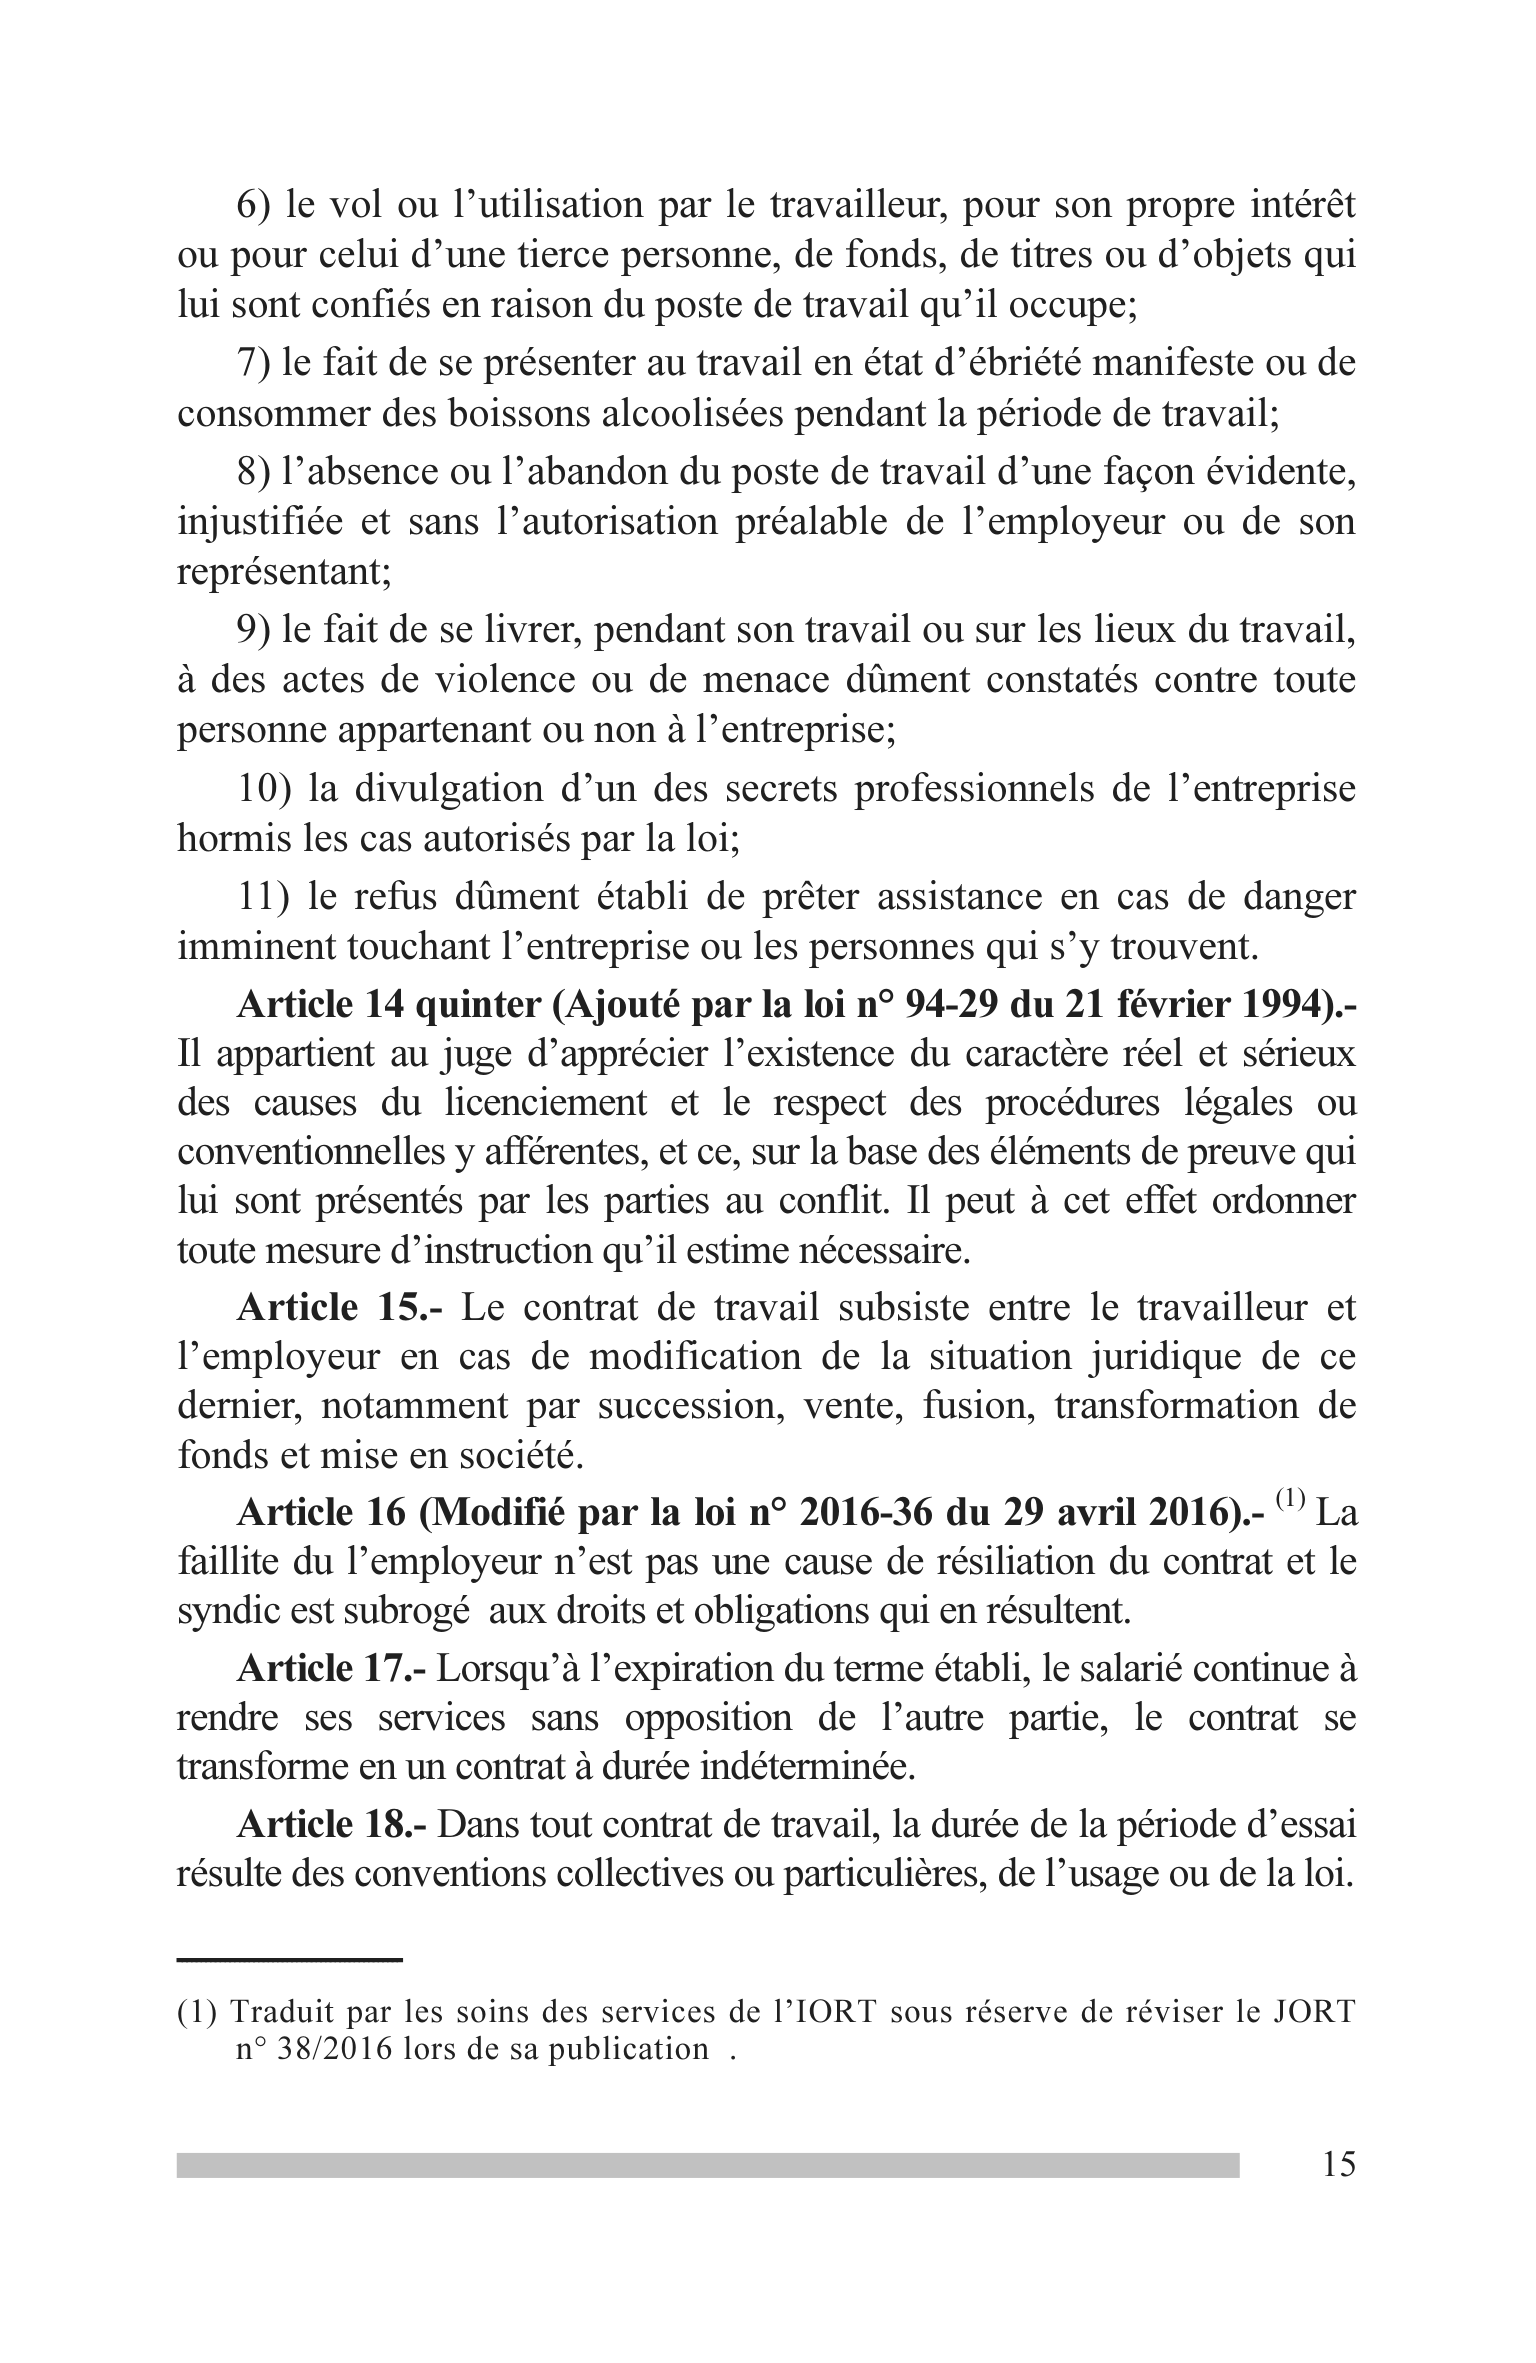 6) le vol ou l’utilisation par le travailleur, pour son propre intérêt
ou pour celui d’une tierce personne, de fonds, de titres ou d’objets qui
lui sont confiés en raison du poste de travail qu’il occupe;
7) le fait de se présenter au travail en état d’ébriété manifeste ou de
consommer des boissons alcoolisées pendant la période de travail;
8) l’absence ou l’abandon du poste de travail d’une façon évidente,
injustifiée et sans l’autorisation préalable de l’employeur ou de son
représentant;
9) le fait de se livrer, pendant son travail ou sur les lieux du travail,
à des actes de violence ou de menace dûment constatés contre toute
personne appartenant ou non à l’entreprise;
10) la divulgation d’un des secrets professionnels de l’entreprise
hormis les cas autorisés par la loi;
11) le refus dûment établi de prêter assistance en cas de danger
imminent touchant l’entreprise ou les personnes qui s’y trouvent.
Article 14 quinter (Ajouté par la loi n° 94-29 du 21 février 1994).-
Il appartient au juge d’apprécier l’existence du caractère réel et sérieux
des causes du licenciement et le respect des procédures légales ou
conventionnelles y afférentes, et ce, sur la base des éléments de preuve qui
lui sont présentés par les parties au conflit. Il peut à cet effet ordonner
toute mesure d’instruction qu’il estime nécessaire.
Article 15.- Le contrat de travail subsiste entre le travailleur et
l’employeur en cas de modification de la situation juridique de ce
dernier, notamment par succession, vente, fusion, transformation de
fonds et mise en société.
Article 16 (Modifié par la loi n° 2016-36 du 29 avril 2016).- (1) La
faillite du l’employeur n’est pas une cause de résiliation du contrat et le
syndic est subrogé  aux droits et obligations qui en résultent.
Article 17.- Lorsqu’à l’expiration du terme établi, le salarié continue à
rendre ses services sans opposition de l’autre partie, le contrat se
transforme en un contrat à durée indéterminée.
Article 18.- Dans tout contrat de travail, la durée de la période d’essai
résulte des conventions collectives ou particulières, de l’usage ou de la loi.
(1) Traduit par les soins des services de l’IORT sous réserve de réviser le JORT
n° 38/2016 lors de sa publication  .
15